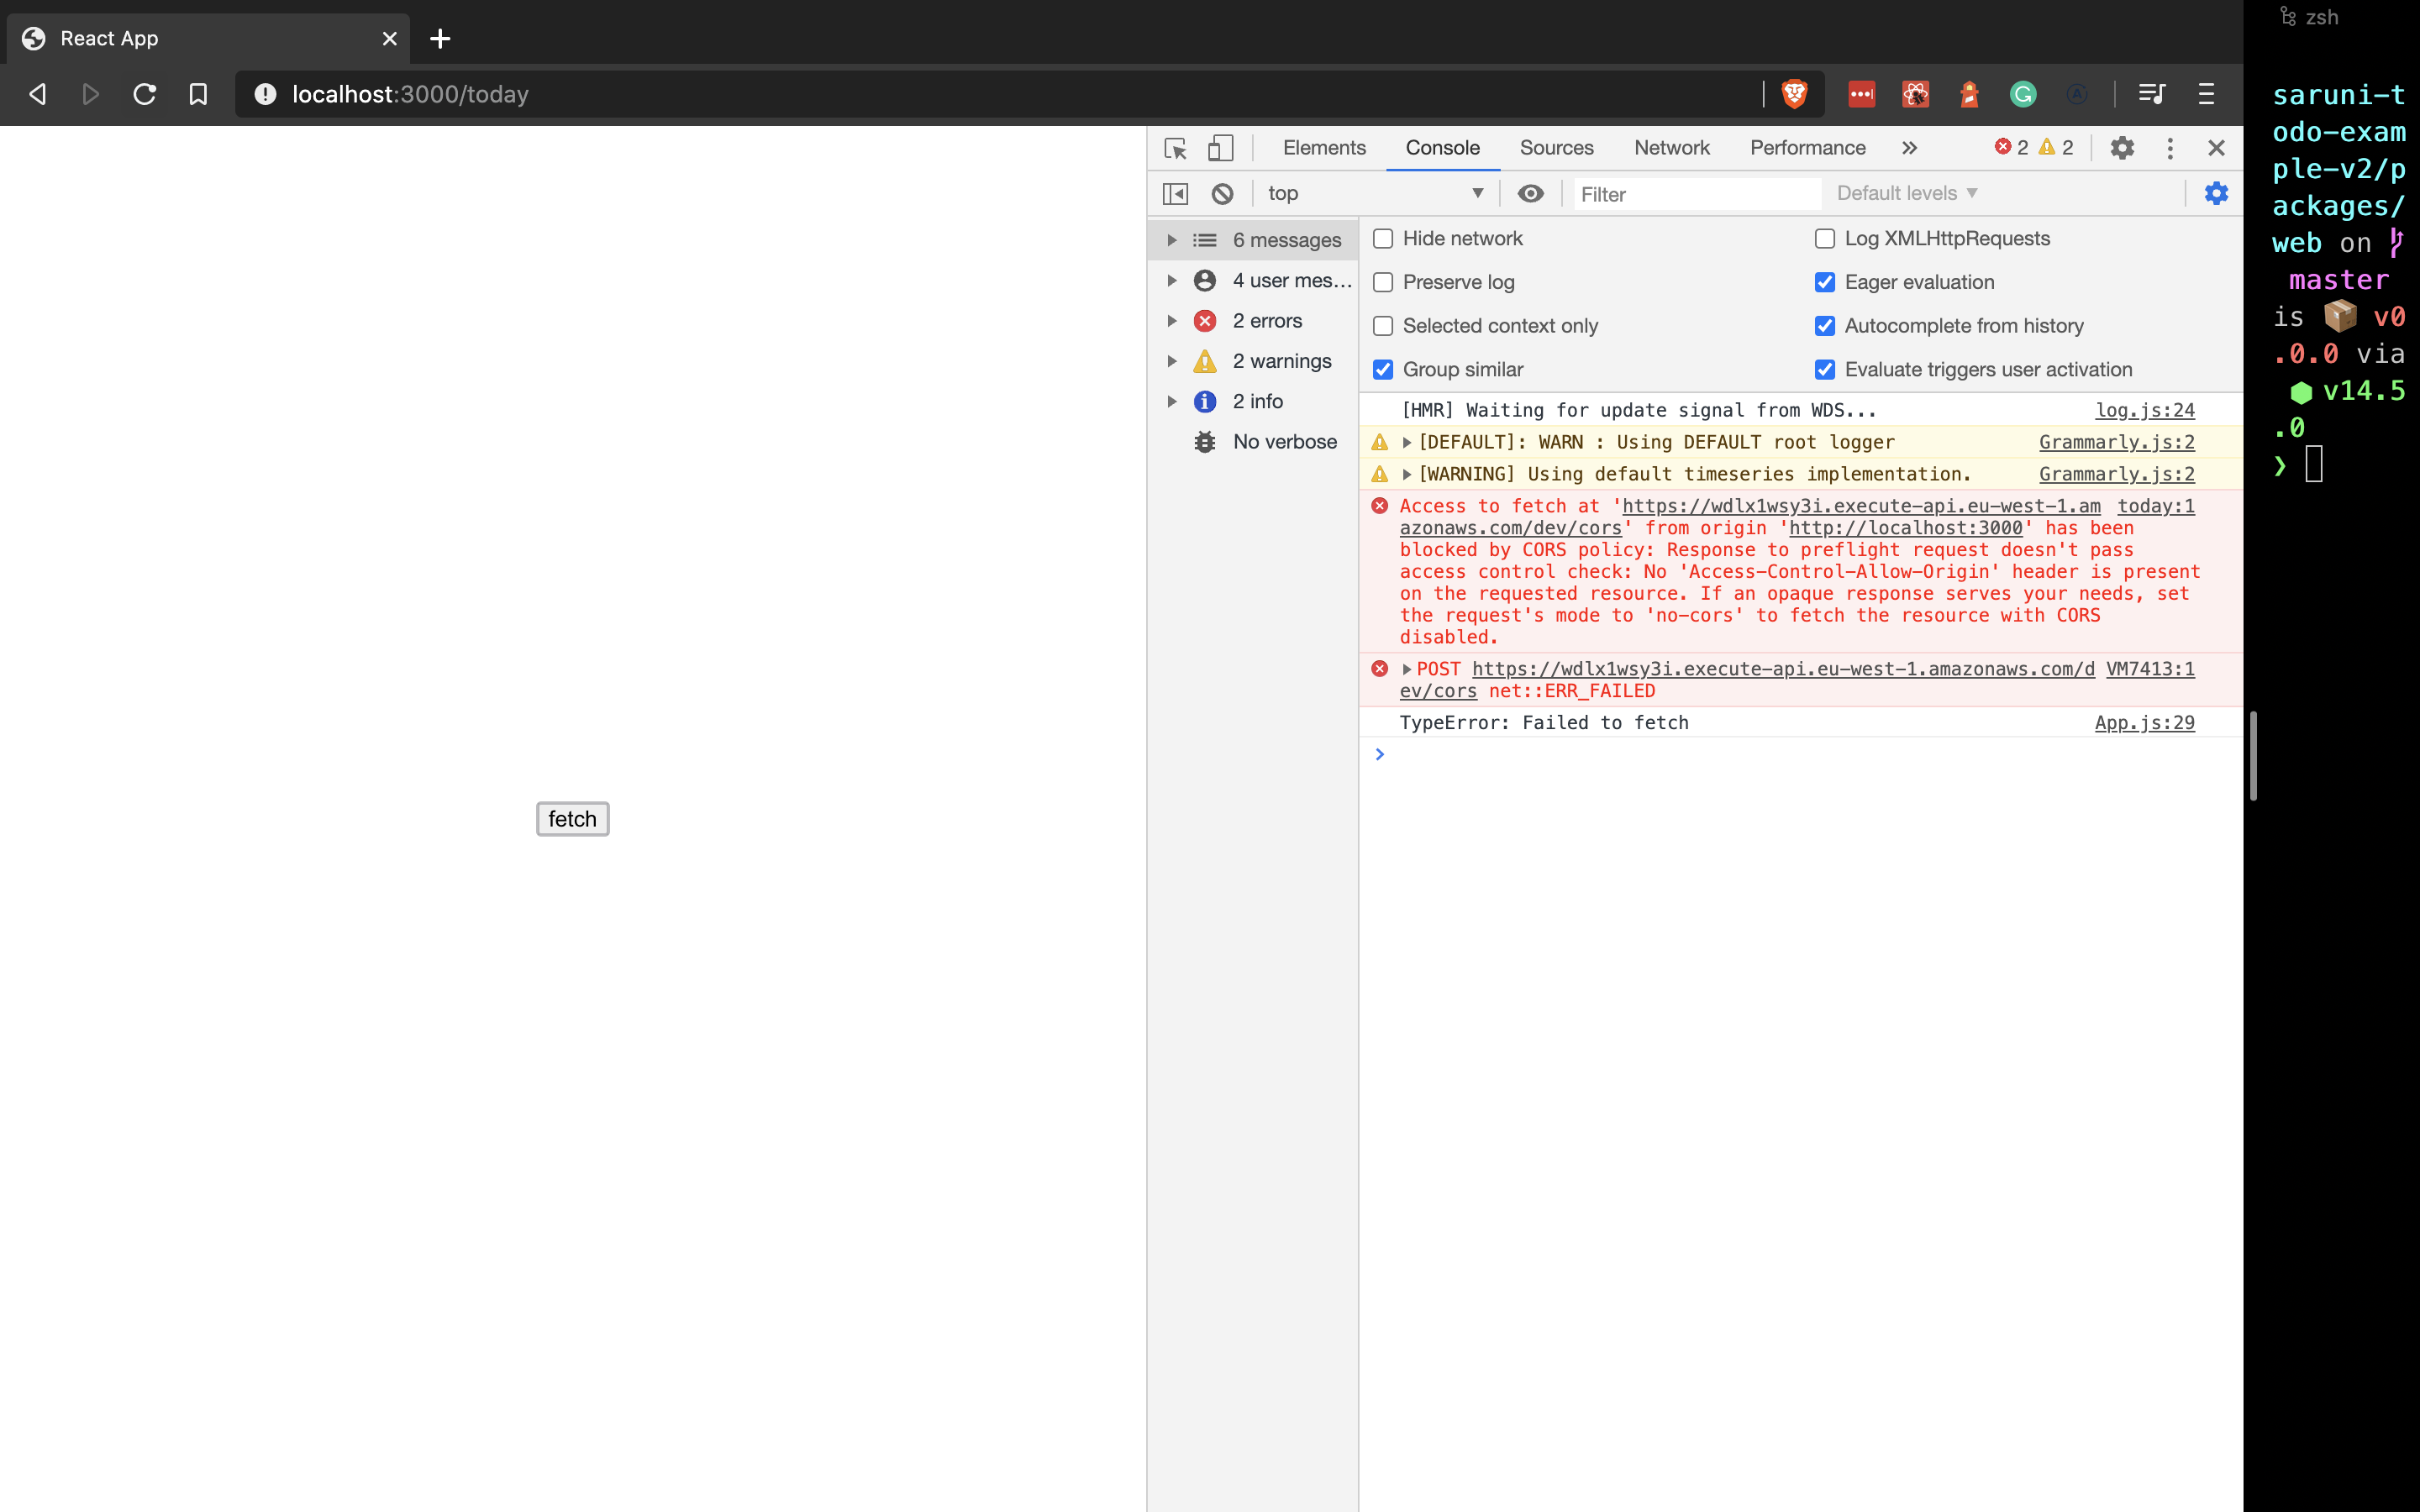 React App
localhost:3000/today
Elements Console Sources Network Performance 2 2
top Filter Default levels
6 messages
4 user mes...
2 errors
2 warnings
2 info
No verbose
Hide network Log XMLHttpRequests
Preserve log Eager evaluation
Selected context only Autocomplete from history
Group similar Evaluate triggers user activation
[HMR] Waiting for update signal from WDS... log.js:24
[DEFAULT]: WARN : Using DEFAULT root logger Grammarly.js:2
[WARNING] Using default timeseries implementation. Grammarly.js:2
Access to fetch at 'https://wdlx1wsy3i.execute-api.eu-west-1.am today:1
azonaws.com/dev/cors' from origin 'http://localhost:3000' has been
blocked by CORS policy: Response to preflight request doesn't pass
access control check: No 'Access-Control-Allow-Origin' header is present
on the requested resource. If an opaque response serves your needs, set
the request's mode to 'no-cors' to fetch the resource with CORS
disabled.
POST https://wdlx1wsy3i.execute-api.eu-west-1.amazonaws.com/d VM7413:1
ev/cors net::ERR_FAILED
TypeError: Failed to fetch App.js:29
fetch
zsh
saruni-t
odo-exam
ple-v2/p
ackages/
web on
master
is v0
.0.0 via
v14.5
.0
❯